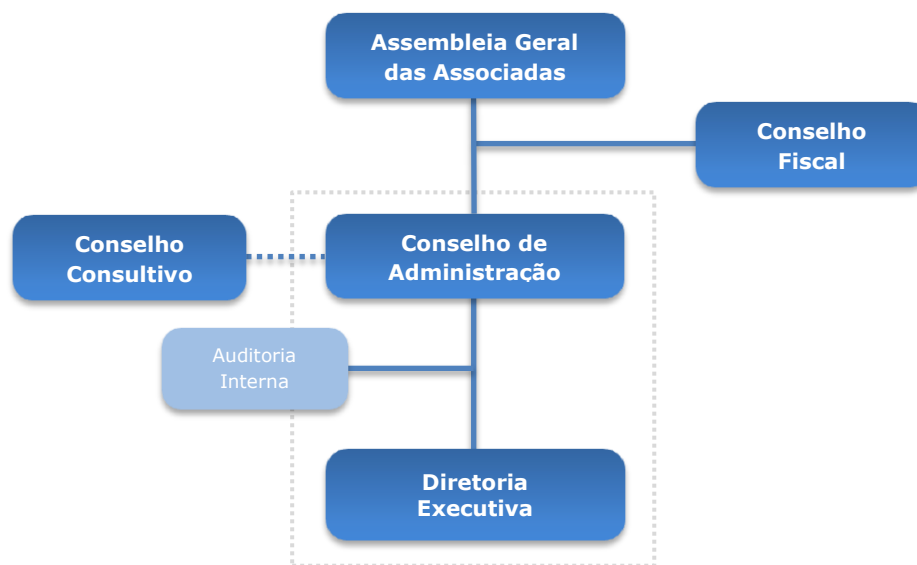 Assembleia Geral
das Associadas
Conselho
Fiscal
Conselho
Consultivo
Conselho de
Administração
Auditoria
Interna
Diretoria
Executiva